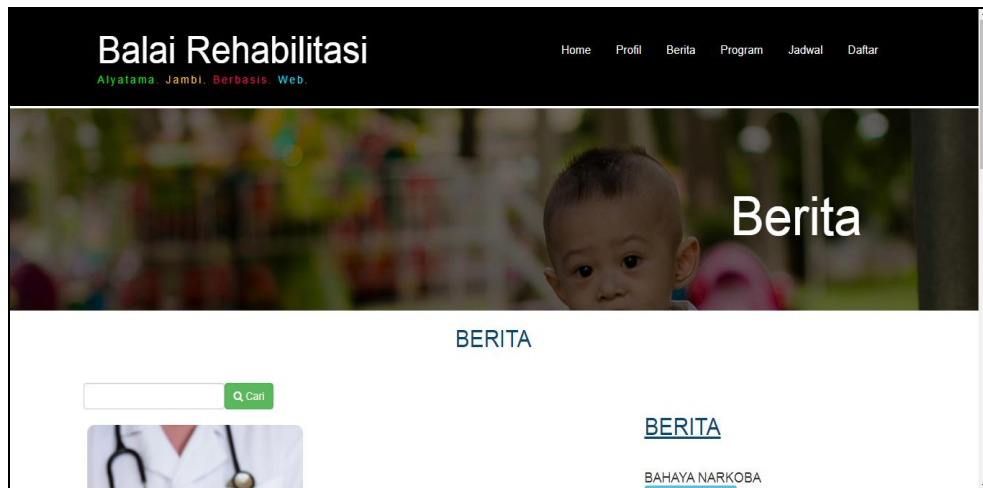 Balai Rehabilitasi
Alyatama. Jambi. Berbasis. Web.
Home Profil Berita Program Jadwal Daftar
Berita
BERITA
Cari
BERITA
BAHAYA NARKOBA